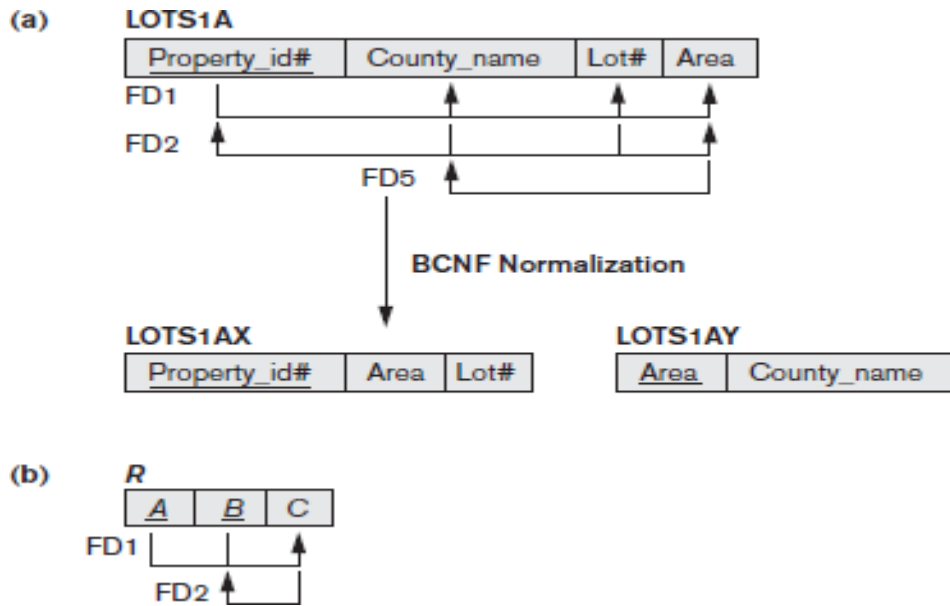 (a) LOTS1A
Property_id# County_name Lot# Area
FD1
FD2
FD5
BCNF Normalization
LOTS1AX LOTS1AY
Property_id# Area Lot# Area County_name
(b) R
A B C
FD1
FD2